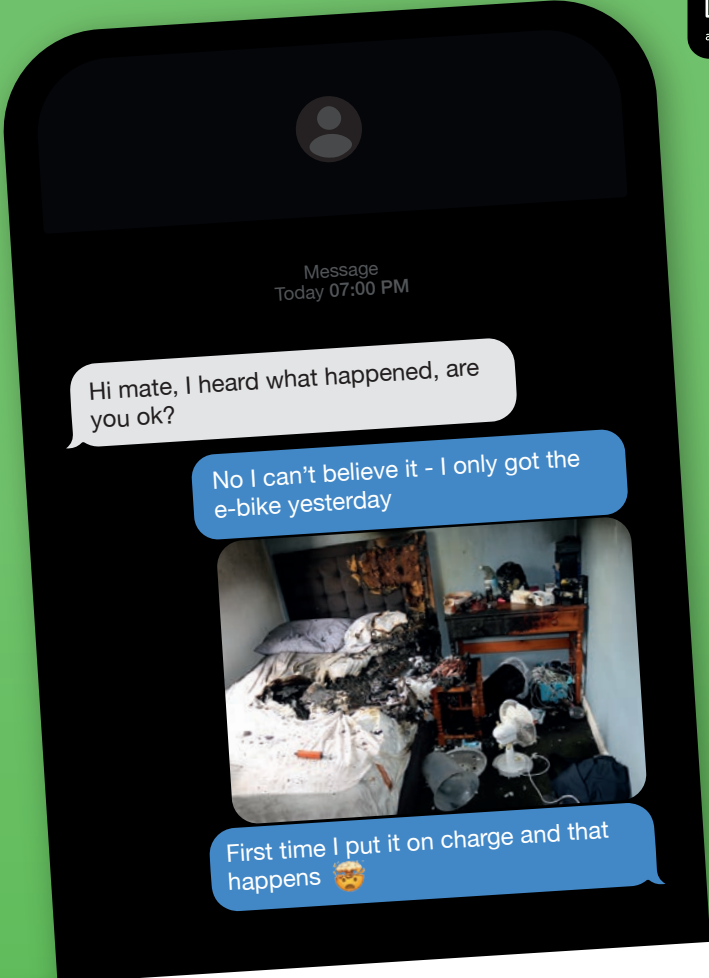 Message
Today 07:00 PM
Hi mate, I heard what happened, are
you ok?
No I can’t believe it - I only got the
e-bike yesterday
First time I put it on charge and that
happens 🤯